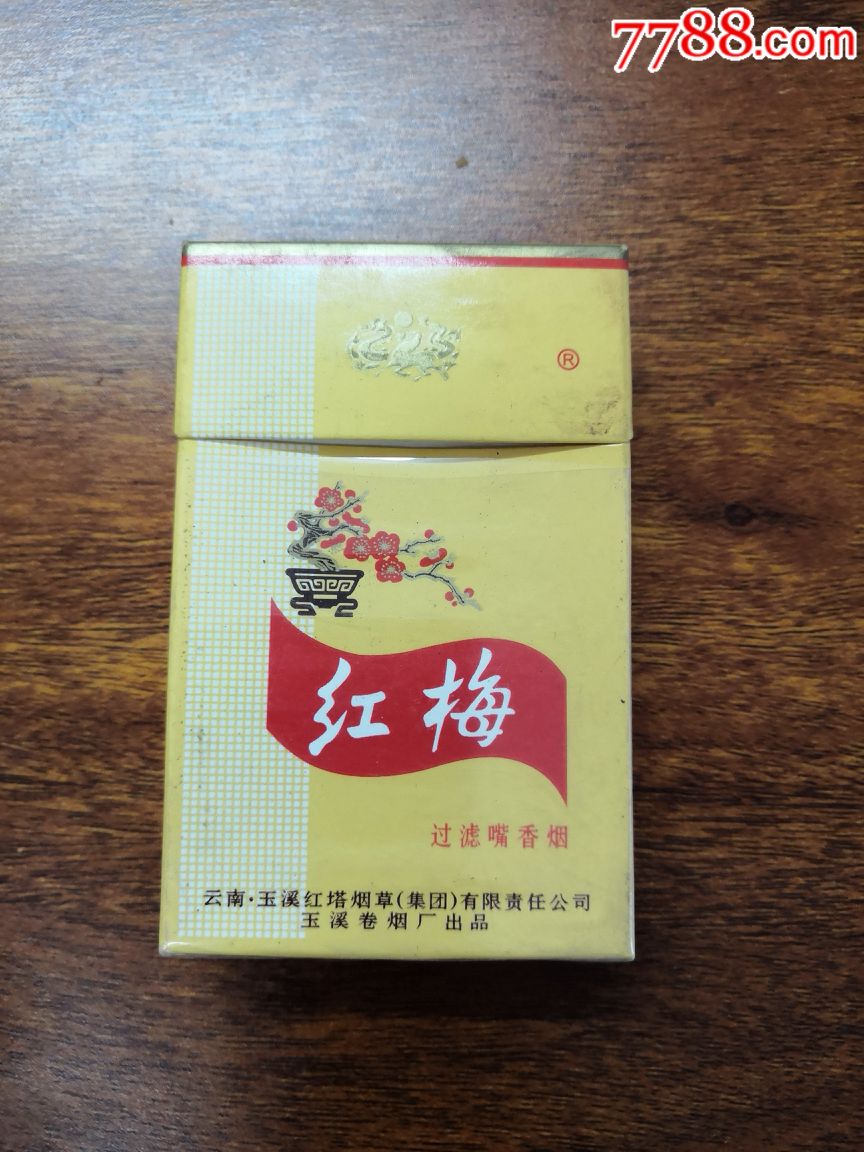 7788.com
®
红梅
过滤嘴香烟
云南·玉溪红塔烟草(集团)有限责任公司
玉溪卷烟厂出品